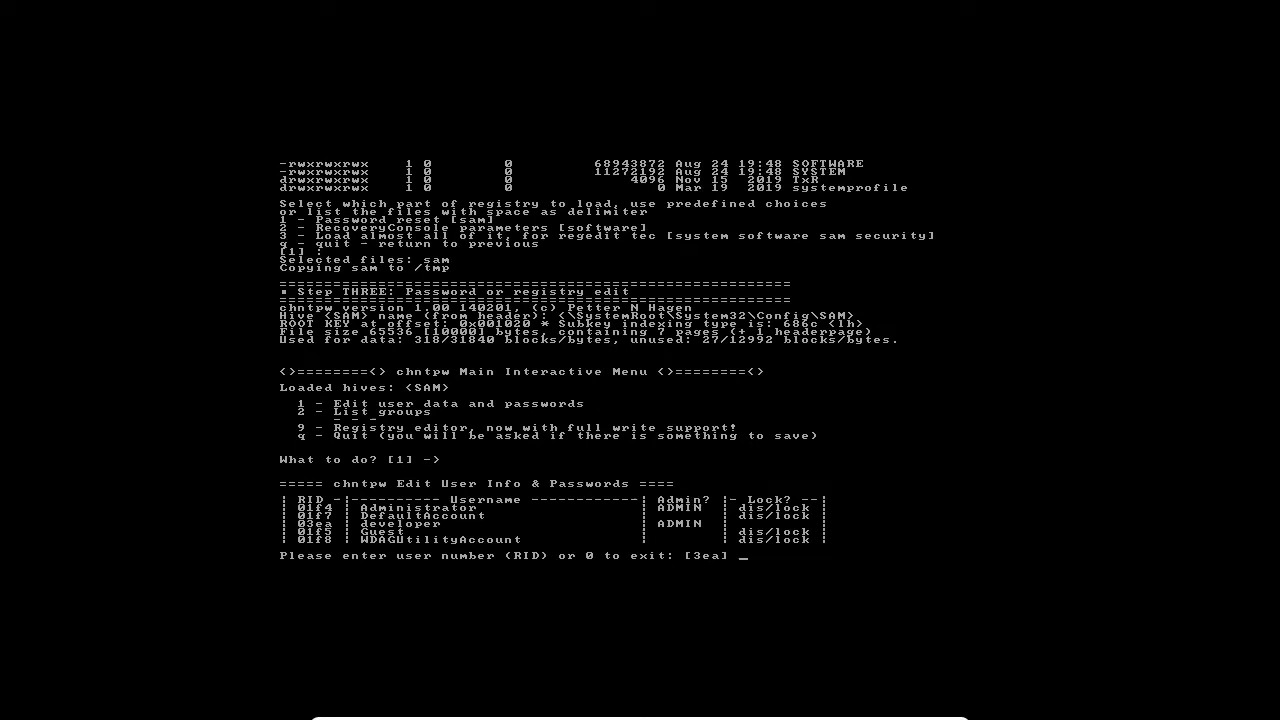 -rwxrwxrwx 1 0 0 68943872 Aug 24 19:48 SOFTWARE
-rwxrwxrwx 1 0 0 11272192 Aug 24 19:48 SYSTEM
drwxrwxrwx 1 0 0 4096 Nov 15 2019 TxR
drwxrwxrwx 1 0 0 0 Mar 19 2019 systemprofile
Select which part of registry to load, use predefined choices
or list the files with space as delimiter
1 - Password reset [sam]
2 - RecoveryConsole parameters [software]
3 - Load almost all of it, for regedit tec [system software sam security]
q - quit - return to previous
[1] :
Selected files: sam
Copying sam to /tmp
=========================================================
▪ Step THREE: Password or registry edit
=========================================================
chntpw version 1.00 140201, (c) Petter N Hagen
Hive <SAM> name (from header): <\SystemRoot\System32\Config\SAM>
ROOT KEY at offset: 0x001020 * Subkey indexing type is: 686c <lh>
File size 65536 [10000] bytes, containing 7 pages (+ 1 headerpage)
Used for data: 318/31840 blocks/bytes, unused: 27/12992 blocks/bytes.
<>========<> chntpw Main Interactive Menu <>========<>
Loaded hives: <SAM>
1 - Edit user data and passwords
2 - List groups
- - -
9 - Registry editor, now with full write support!
q - Quit (you will be asked if there is something to save)
What to do? [1] ->
===== chntpw Edit User Info & Passwords ====
| RID -|---------- Username ------------| Admin? |- Lock? --|
| 01f4 | Administrator | ADMIN | dis/lock |
| 01f7 | DefaultAccount | | dis/lock |
| 03ea | developer | ADMIN | |
| 01f5 | Guest | | dis/lock |
| 01f8 | WDAGUtilityAccount | | dis/lock |
Please enter user number (RID) or 0 to exit: [3ea] _